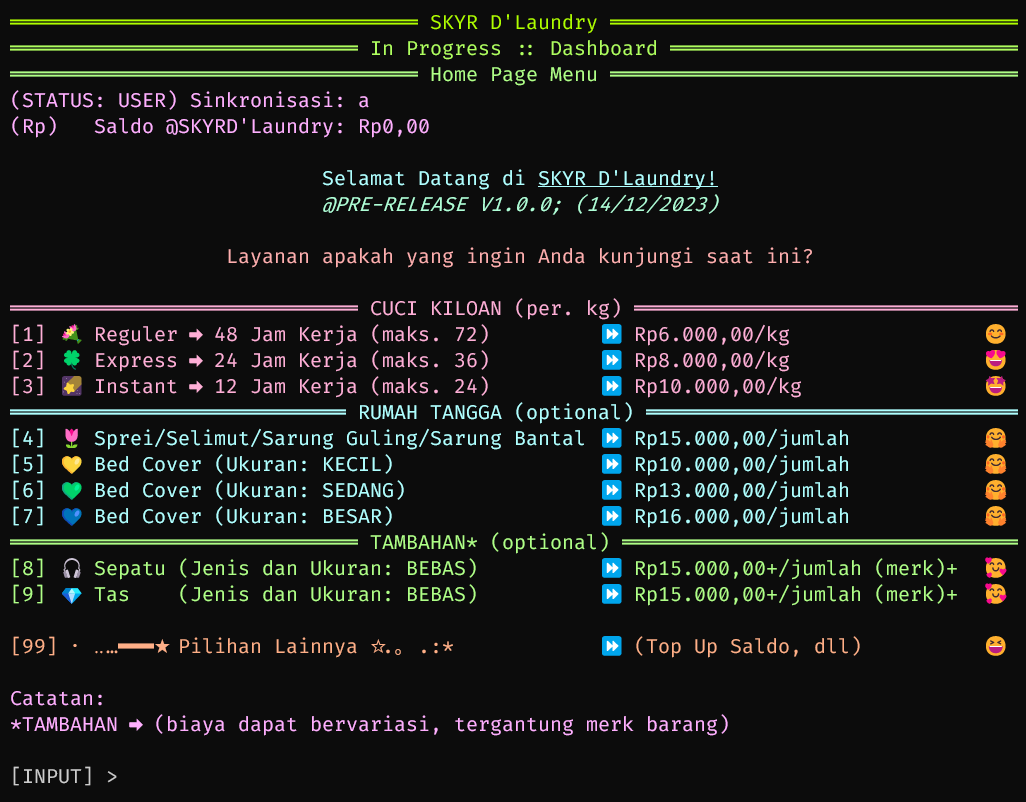 SKYR D'Laundry
In Progress :: Dashboard
Home Page Menu
(STATUS: USER) Sinkronisasi: a
(Rp)   Saldo @SKYRD'Laundry: Rp0,00
Selamat Datang di SKYR D'Laundry!
@PRE-RELEASE V1.0.0; (14/12/2023)
Layanan apakah yang ingin Anda kunjungi saat ini?
CUCI KILOAN (per. kg)
[1] 💐 Reguler ➡ 48 Jam Kerja (maks. 72) ⏩ Rp6.000,00/kg 😊
[2] 🍀 Express ➡ 24 Jam Kerja (maks. 36) ⏩ Rp8.000,00/kg 😍
[3] 🌠 Instant ➡ 12 Jam Kerja (maks. 24) ⏩ Rp10.000,00/kg 🤩
RUMAH TANGGA (optional)
[4] 🌷 Sprei/Selimut/Sarung Guling/Sarung Bantal ⏩ Rp15.000,00/jumlah 🤗
[5] 💛 Bed Cover (Ukuran: KECIL) ⏩ Rp10.000,00/jumlah 🤗
[6] 💚 Bed Cover (Ukuran: SEDANG) ⏩ Rp13.000,00/jumlah 🤗
[7] 💙 Bed Cover (Ukuran: BESAR) ⏩ Rp16.000,00/jumlah 🤗
TAMBAHAN* (optional)
[8] 🎧 Sepatu (Jenis dan Ukuran: BEBAS) ⏩ Rp15.000,00+/jumlah (merk)+ 🥰
[9] 💎 Tas    (Jenis dan Ukuran: BEBAS) ⏩ Rp15.000,00+/jumlah (merk)+ 🥰
[99] · ‥…━━━★ Pilihan Lainnya ☆.。 .:* ⏩ (Top Up Saldo, dll) 😆
Catatan:
*TAMBAHAN ➡ (biaya dapat bervariasi, tergantung merk barang)
[INPUT] >